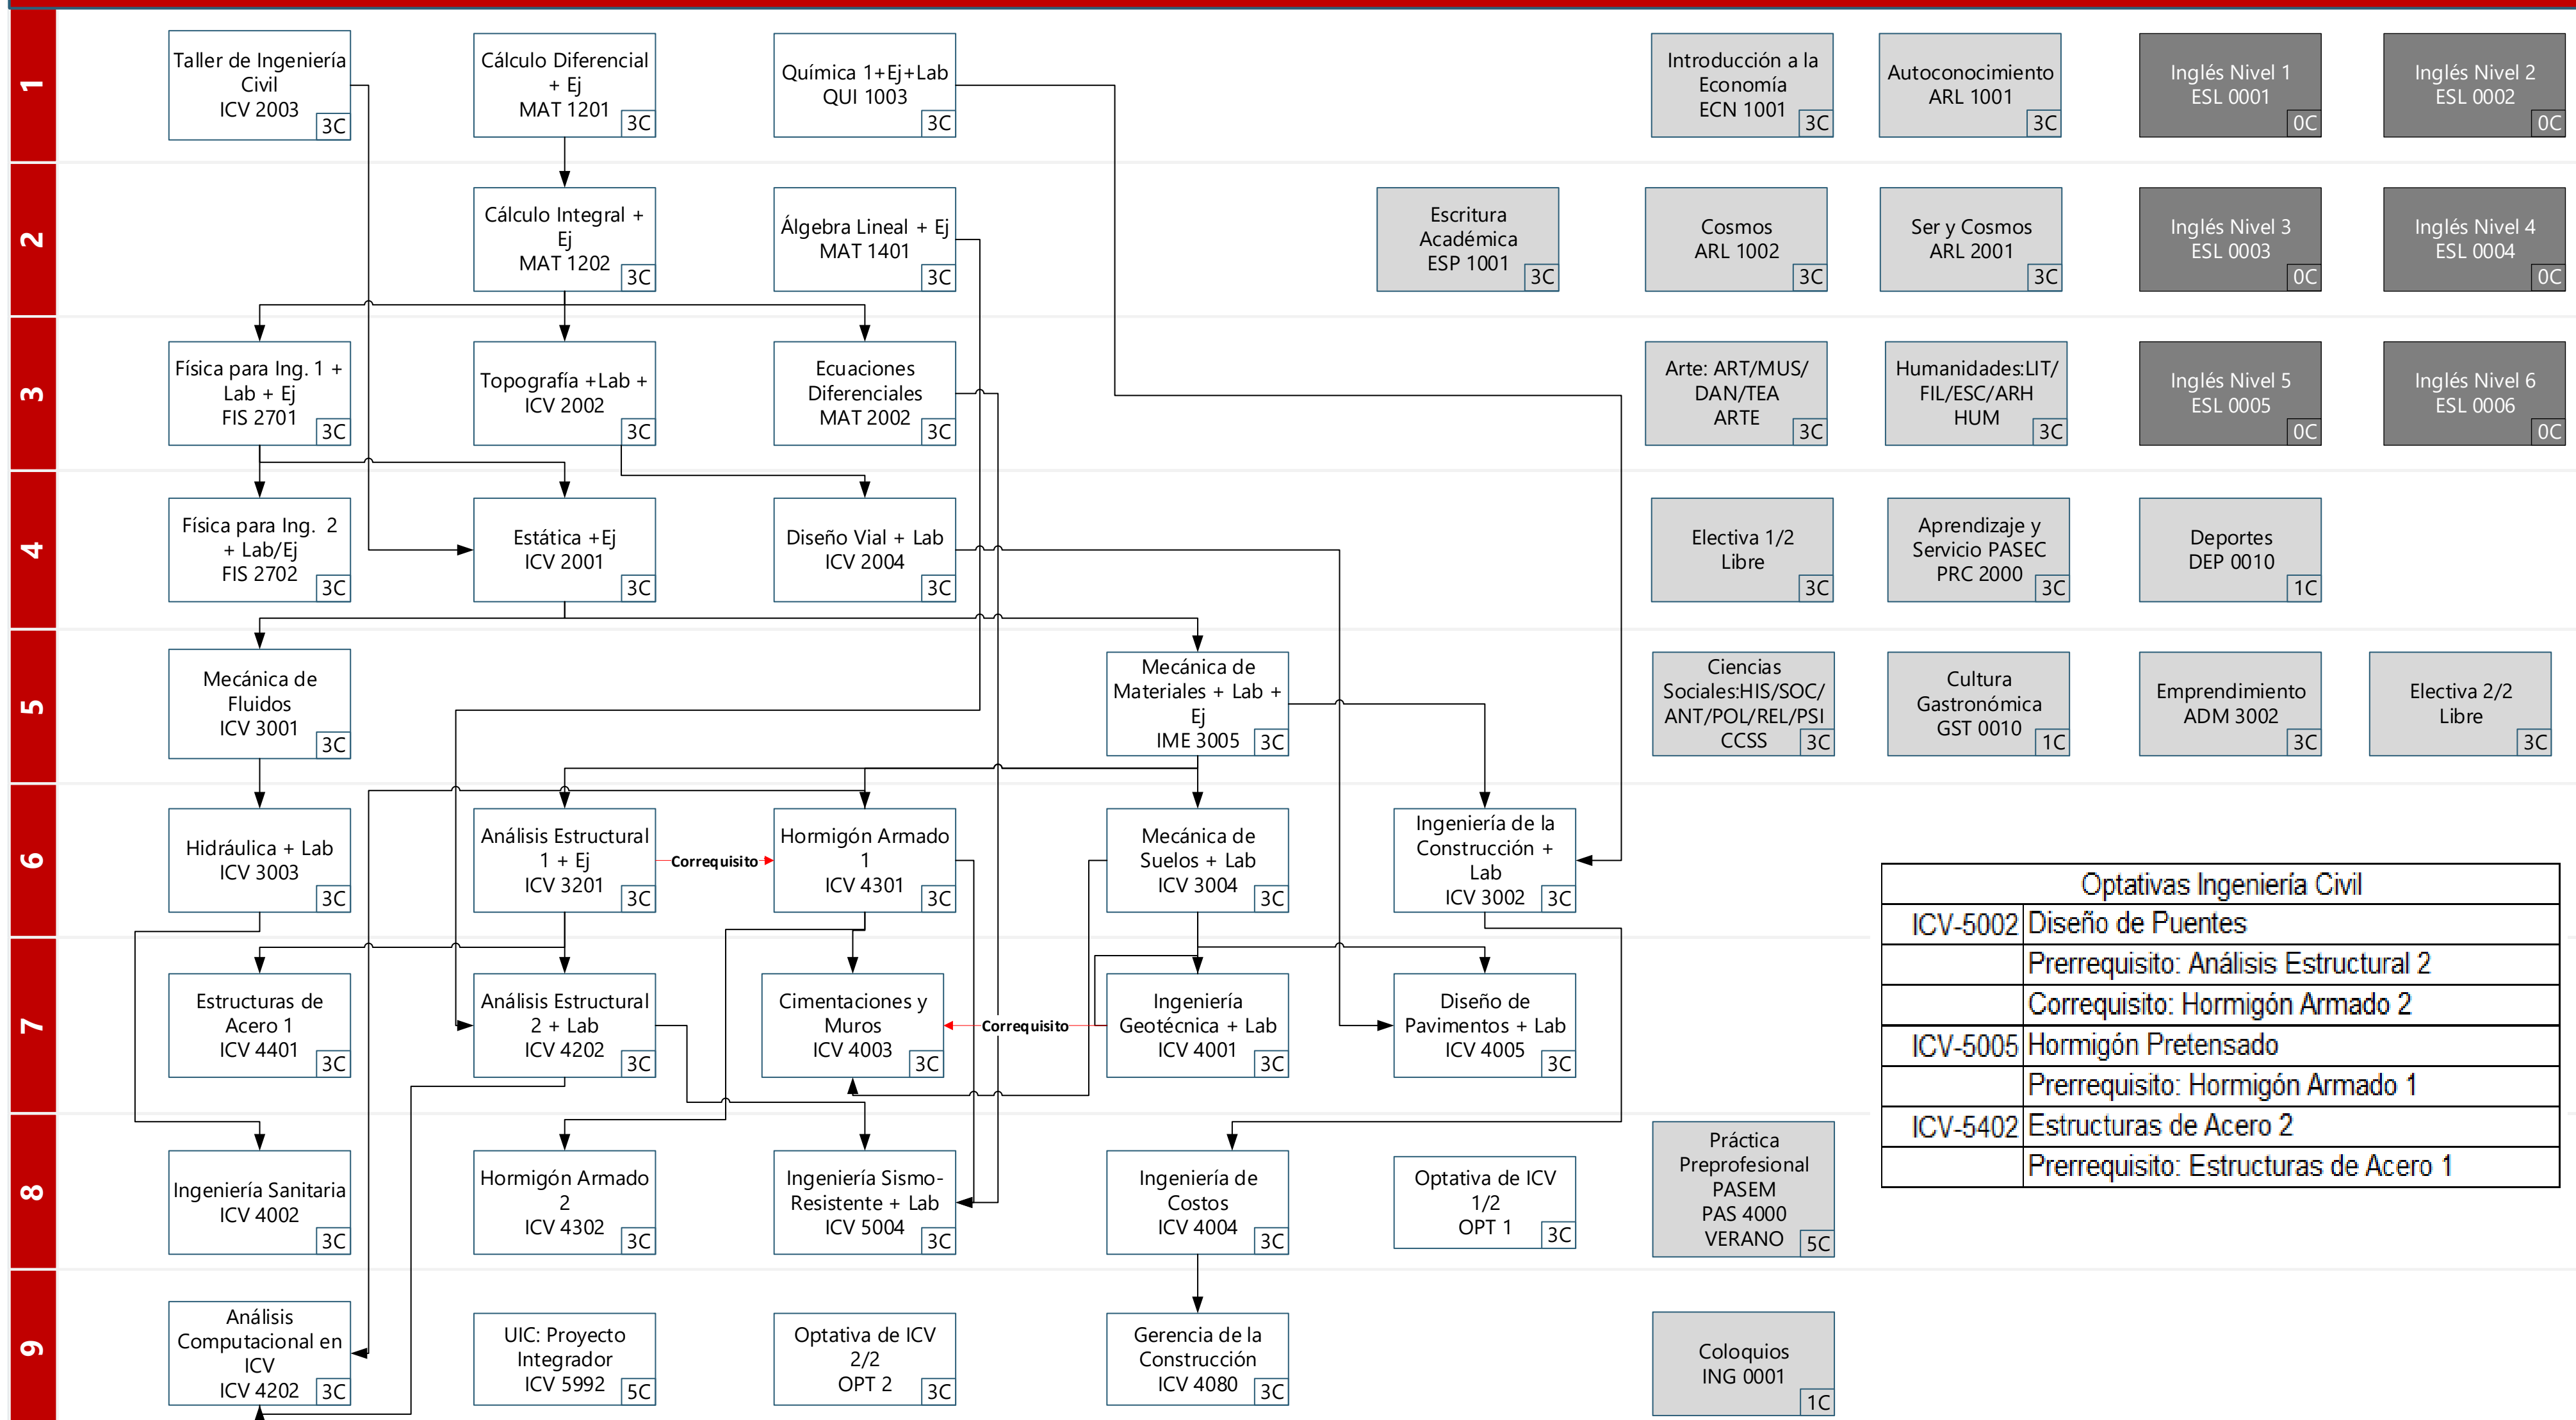 1
Taller de Ingeniería
Civil
ICV 2003
3C
Cálculo Diferencial
+ Ej
MAT 1201
3C
Química 1+Ej+Lab
QUI 1003
3C
Introducción a la
Economía
ECN 1001
3C
Autoconocimiento
ARL 1001
3C
Inglés Nivel 1
ESL 0001
0C
Inglés Nivel 2
ESL 0002
0C
2
Cálculo Integral +
Ej
MAT 1202
3C
Álgebra Lineal + Ej
MAT 1401
3C
Escritura
Académica
ESP 1001
3C
Cosmos
ARL 1002
3C
Ser y Cosmos
ARL 2001
3C
Inglés Nivel 3
ESL 0003
0C
Inglés Nivel 4
ESL 0004
0C
3
Física para Ing. 1 +
Lab + Ej
FIS 2701
3C
Topografía +Lab +
ICV 2002
3C
Ecuaciones
Diferenciales
MAT 2002
3C
Arte: ART/MUS/
DAN/TEA
ARTE
3C
Humanidades:LIT/
FIL/ESC/ARH
HUM
3C
Inglés Nivel 5
ESL 0005
0C
Inglés Nivel 6
ESL 0006
0C
4
Física para Ing. 2
+ Lab/Ej
FIS 2702
3C
Estática +Ej
ICV 2001
3C
Diseño Vial + Lab
ICV 2004
3C
Electiva 1/2
Libre
3C
Aprendizaje y
Servicio PASEC
PRC 2000
3C
Deportes
DEP 0010
1C
5
Mecánica de
Fluidos
ICV 3001
3C
Mecánica de
Materiales + Lab +
Ej
IME 3005
3C
Ciencias
Sociales:HIS/SOC/
ANT/POL/REL/PSI
CCSS
3C
Cultura
Gastronómica
GST 0010
1C
Emprendimiento
ADM 3002
3C
Electiva 2/2
Libre
3C
6
Hidráulica + Lab
ICV 3003
3C
Análisis Estructural
1 + Ej
ICV 3201
3C
Correquisito
Hormigón Armado
1
ICV 4301
3C
Mecánica de
Suelos + Lab
ICV 3004
3C
Ingeniería de la
Construcción +
Lab
ICV 3002
3C
7
Estructuras de
Acero 1
ICV 4401
3C
Análisis Estructural
2 + Lab
ICV 4202
3C
Cimentaciones y
Muros
ICV 4003
3C
Correquisito
Ingeniería
Geotécnica + Lab
ICV 4001
3C
Diseño de
Pavimentos + Lab
ICV 4005
3C
Optativas Ingeniería Civil
ICV-5002 Diseño de Puentes
Prerrequisito: Análisis Estructural 2
Correquisito: Hormigón Armado 2
ICV-5005 Hormigón Pretensado
Prerrequisito: Hormigón Armado 1
ICV-5402 Estructuras de Acero 2
Prerrequisito: Estructuras de Acero 1
8
Ingeniería Sanitaria
ICV 4002
3C
Hormigón Armado
2
ICV 4302
3C
Ingeniería Sismo-
Resistente + Lab
ICV 5004
3C
Ingeniería de
Costos
ICV 4004
3C
Optativa de ICV
1/2
OPT 1
3C
Práctica
Preprofesional
PASEM
PAS 4000
VERANO
5C
9
Análisis
Computacional en
ICV
ICV 4202
3C
UIC: Proyecto
Integrador
ICV 5992
5C
Optativa de ICV
2/2
OPT 2
3C
Gerencia de la
Construcción
ICV 4080
3C
Coloquios
ING 0001
1C